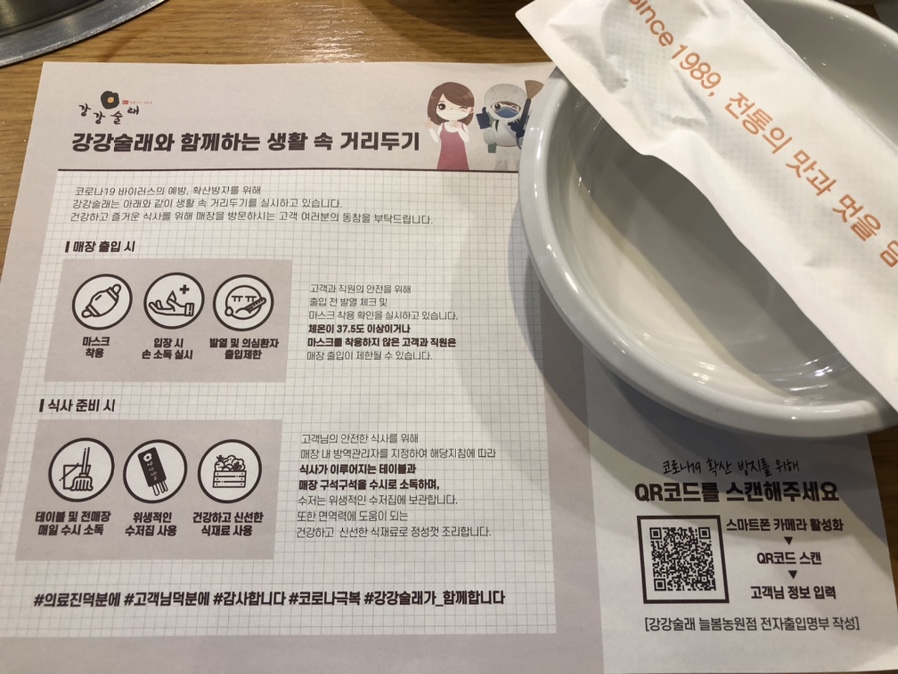 강강술래
강강술래와 함께하는 생활 속 거리두기
코로나19 바이러스의 예방, 확산방지를 위해
강강술래는 아래와 같이 생활 속 거리두기를 실시하고 있습니다.
건강하고 즐거운 식사를 위해 매장을 방문하시는 고객 여러분의 동참을 부탁드립니다.
매장 출입 시
마스크
착용
입장 시
손 소독 실시
발열 및 의심환자
출입제한
고객과 직원의 안전을 위해
출입 전 발열 체크 및
마스크 착용 확인을 실시하고 있습니다.
체온이 37.5도 이상이거나
마스크를 착용하지 않은 고객과 직원은
매장 출입이 제한될 수 있습니다.
식사 준비 시
테이블 및 전매장
매일 수시 소독
위생적인
수저집 사용
건강하고 신선한
식재료 사용
고객님의 안전한 식사를 위해
매장 내 방역관리자를 지정하여 해당지침에 따라
식사가 이루어지는 테이블과
매장 구석구석을 수시로 소독하며,
수저는 위생적인 수저집에 보관합니다.
또한 면역력에 도움이 되는
건강하고 신선한 식재료로 정성껏 조리합니다.
#의료진덕분에 #고객님덕분에 #감사합니다 #코로나극복 #강강술래가_함께합니다
since 1989, 전통의 맛과 멋을 담
코로나19 확산 방지를 위해
QR코드를 스캔해주세요
스마트폰 카메라 활성화
QR코드 스캔
고객님 정보 입력
[강강술래 늘봄농원점 전자출입명부 작성]